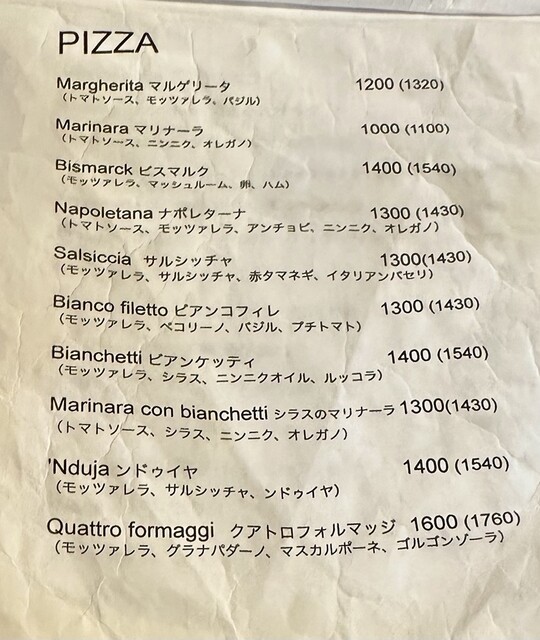 PIZZA
Margherita マルゲリータ 1200 (1320)
（トマトソース、モッツァレラ、バジル）
Marinara マリナーラ 1000 (1100)
（トマトソース、ニンニク、オレガノ）
Bismarck ビスマルク 1400 (1540)
（モッツァレラ、マッシュルーム、卵、ハム）
Napoletana ナポレターナ 1300 (1430)
（トマトソース、モッツァレラ、アンチョビ、ニンニク、オレガノ）
Salsiccia サルシッチャ 1300(1430)
（モッツァレラ、サルシッチャ、赤タマネギ、イタリアンパセリ）
Bianco filetto ビアンコフィレ 1300 (1430)
（モッツァレラ、ペコリーノ、バジル、プチトマト）
Bianchetti ビアンケッティ 1400 (1540)
（モッツァレラ、シラス、ニンニクオイル、ルッコラ）
Marinara con bianchetti シラスのマリナーラ 1300(1430)
（トマトソース、シラス、ニンニク、オレガノ）
'Nduja ンドゥイヤ 1400 (1540)
（モッツァレラ、サルシッチャ、ンドゥイヤ）
Quattro formaggi クアトロフォルマッジ 1600 (1760)
（モッツァレラ、グラナパダーノ、マスカルポーネ、ゴルゴンゾーラ）